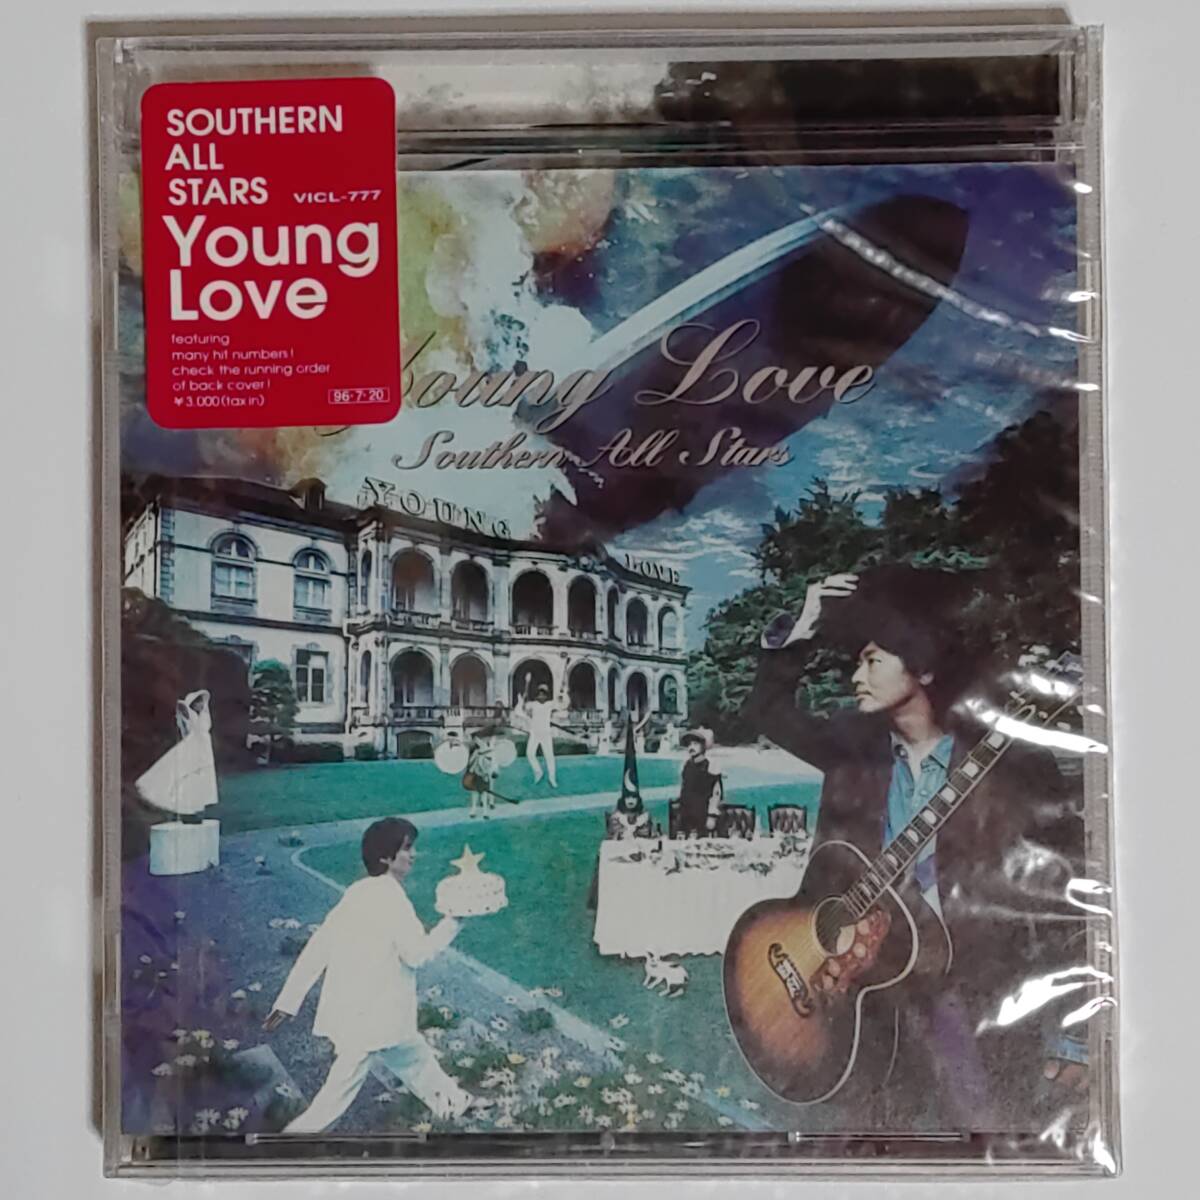 SOUTHERN
ALL
STARS VICL-777
Young
Love
featuring
many hit numbers!
check the running order
of back cover!
¥3,000(tax in) 96・7・20
Young Love
Southern All Stars
YOUNG LOVE